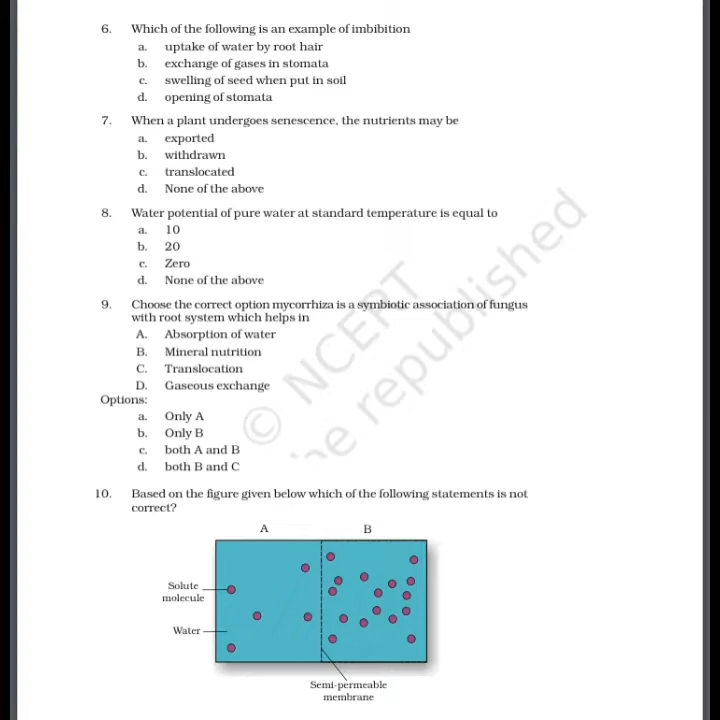 6. Which of the following is an example of imbibition
a. uptake of water by root hair
b. exchange of gases in stomata
c. swelling of seed when put in soil
d. opening of stomata
7. When a plant undergoes senescence, the nutrients may be
a. exported
b. withdrawn
c. translocated
d. None of the above
8. Water potential of pure water at standard temperature is equal to
a. 10
b. 20
c. Zero
d. None of the above
9. Choose the correct option mycorrhiza is a symbiotic association of fungus
with root system which helps in
A. Absorption of water
B. Mineral nutrition
C. Translocation
D. Gaseous exchange
Options:
a. Only A
b. Only B
c. both A and B
d. both B and C
10. Based on the figure given below which of the following statements is not
correct?
A B
Solute
molecule
Water
Semi-permeable
membrane
© NCERT
be republished